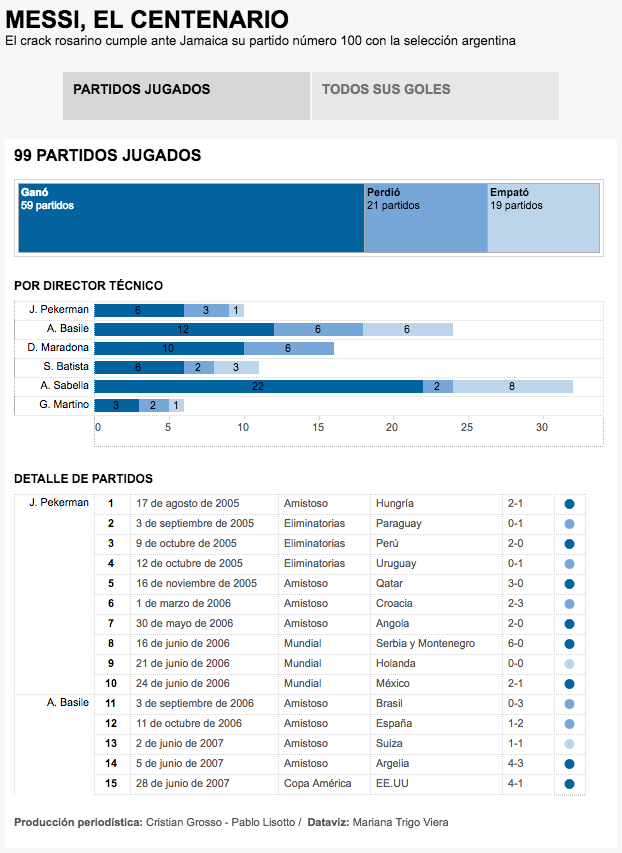 MESSI, EL CENTENARIO
El crack rosarino cumple ante Jamaica su partido número 100 con la selección argentina
PARTIDOS JUGADOS TODOS SUS GOLES
99 PARTIDOS JUGADOS
Ganó Perdió Empató
59 partidos 21 partidos 19 partidos
POR DIRECTOR TÉCNICO
J. Pekerman 6 3 1
A. Basile 12 6 6
D. Maradona 10 6
S. Batista 6 2 3
A. Sabella 22 2 8
G. Martino 3 2 1
0 5 10 15 20 25 30
DETALLE DE PARTIDOS
J. Pekerman 1 17 de agosto de 2005 Amistoso Hungría 2-1
2 3 de septiembre de 2005 Eliminatorias Paraguay 0-1
3 9 de octubre de 2005 Eliminatorias Perú 2-0
4 12 de octubre de 2005 Eliminatorias Uruguay 0-1
5 16 de noviembre de 2005 Amistoso Qatar 3-0
6 1 de marzo de 2006 Amistoso Croacia 2-3
7 30 de mayo de 2006 Amistoso Angola 2-0
8 16 de junio de 2006 Mundial Serbia y Montenegro 6-0
9 21 de junio de 2006 Mundial Holanda 0-0
10 24 de junio de 2006 Mundial México 2-1
A. Basile 11 3 de septiembre de 2006 Amistoso Brasil 0-3
12 11 de octubre de 2006 Amistoso España 1-2
13 2 de junio de 2007 Amistoso Suiza 1-1
14 5 de junio de 2007 Amistoso Argelia 4-3
15 28 de junio de 2007 Copa América EE.UU 4-1
Producción periodística: Cristian Grosso - Pablo Lisotto / Dataviz: Mariana Trigo Viera